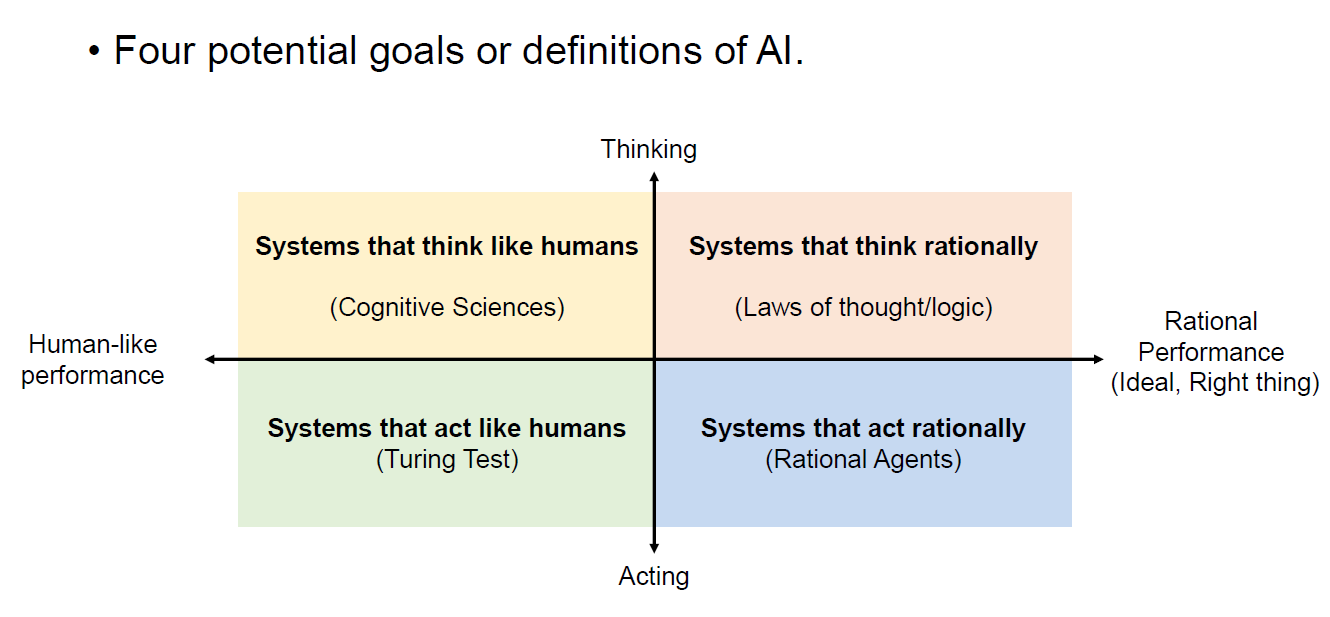 • Four potential goals or definitions of AI.
Thinking
Systems that think like humans
(Cognitive Sciences)
Systems that think rationally
(Laws of thought/logic)
Human-like
performance
Rational
Performance
(Ideal, Right thing)
Systems that act like humans
(Turing Test)
Systems that act rationally
(Rational Agents)
Acting